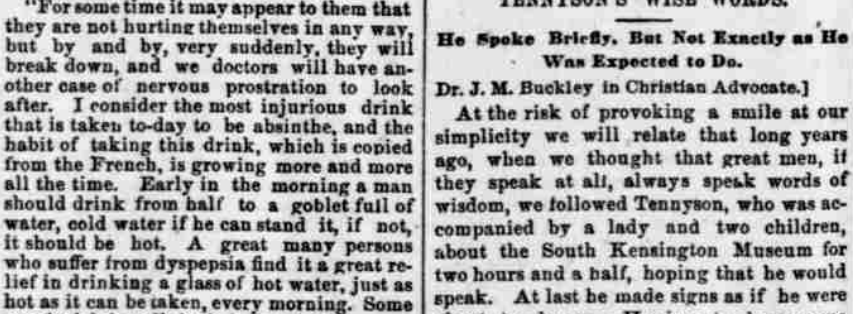 "For some time it may appear to them that
they are not hurting themselves in any way,
but by and by, very suddenly, they will
break down, and we doctors will have an-
other case of nervous prostration to look
after. I consider the most injurious drink
that is taken to-day to be absinthe, and the
habit of taking this drink, which is copied
from the French, is growing more and more
all the time. Early in the morning a man
should drink from half to a goblet full of
water, cold water if he can stand it, if not,
it should be hot. A great many persons
who suffer from dyspepsia find it a great re-
lief in drinking a glass of hot water, just as
hot as it can be taken, every morning. Some
TENNYSON'S WISE WORDS.
He Spoke Briefly, But Not Exactly as He
Was Expected to Do.
Dr. J. M. Buckley in Christian Advocate.]
At the risk of provoking a smile at our
simplicity we will relate that long years
ago, when we thought that great men, if
they speak at all, always speak words of
wisdom, we followed Tennyson, who was ac-
companied by a lady and two children,
about the South Kensington Museum for
two hours and a half, hoping that he would
speak. At last he made signs as if he were